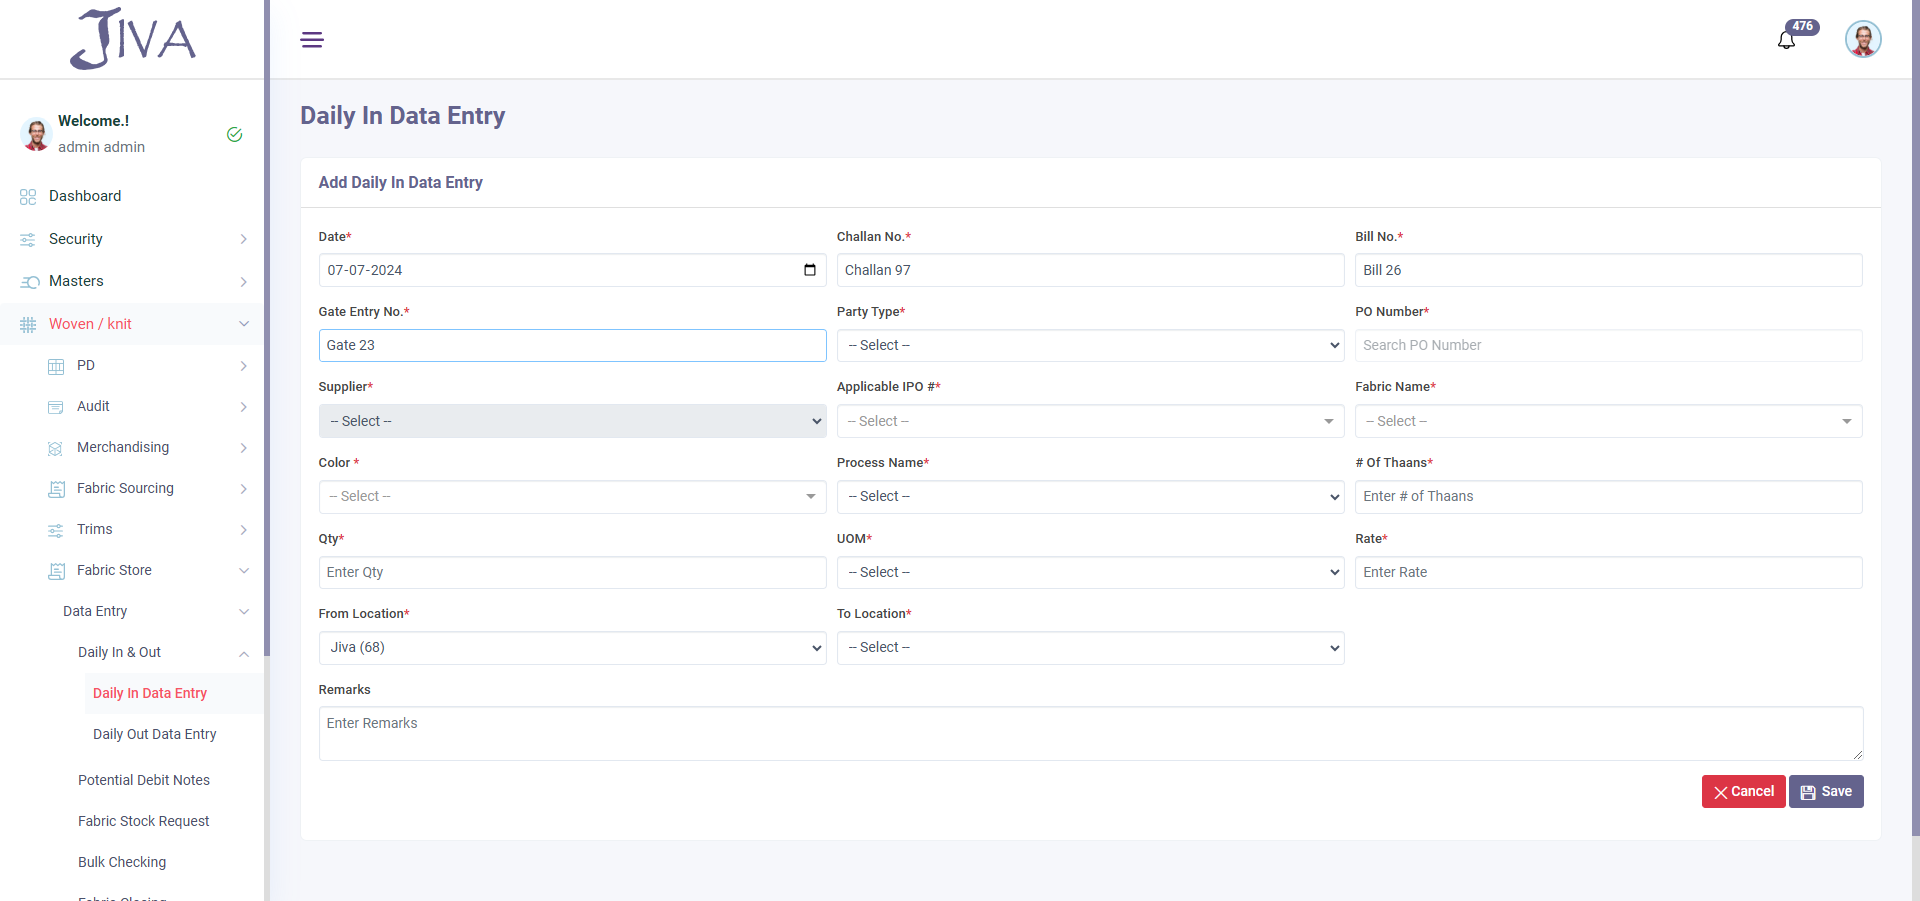 JIVA
476
Welcome.!
admin admin
Dashboard
Security
Masters
Woven / knit
PD
Audit
Merchandising
Fabric Sourcing
Trims
Fabric Store
Data Entry
Daily In & Out
Daily In Data Entry
Daily Out Data Entry
Potential Debit Notes
Fabric Stock Request
Bulk Checking
Fabric Closing
Daily In Data Entry
Add Daily In Data Entry
Date* Challan No.* Bill No.*
07-07-2024 Challan 97 Bill 26
Gate Entry No.* Party Type* PO Number*
Gate 23 -- Select -- Search PO Number
Supplier* Applicable IPO #* Fabric Name*
-- Select -- -- Select -- -- Select --
Color * Process Name* # Of Thaans*
-- Select -- -- Select -- Enter # of Thaans
Qty* UOM* Rate*
Enter Qty -- Select -- Enter Rate
From Location* To Location*
Jiva (68) -- Select --
Remarks
Enter Remarks
Cancel Save